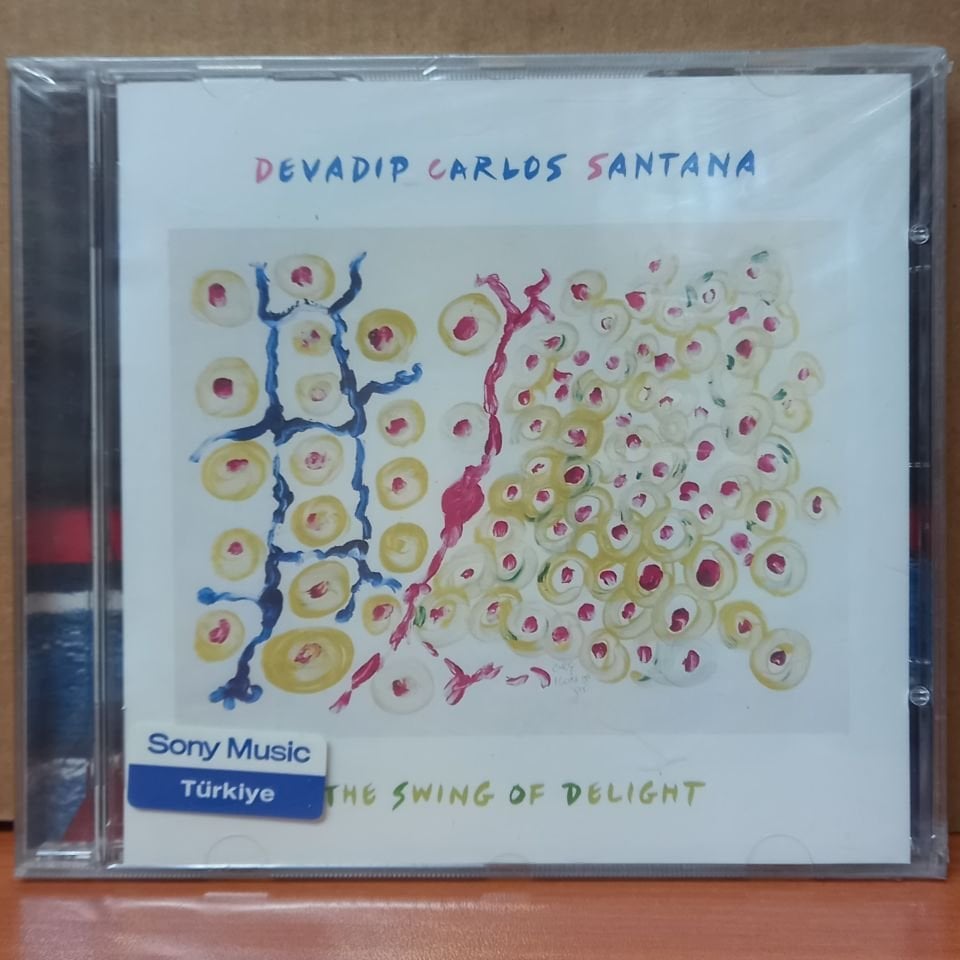 DEVADIP CARLOS SANTANA
Sony Music
Türkiye
THE SWING OF DELIGHT